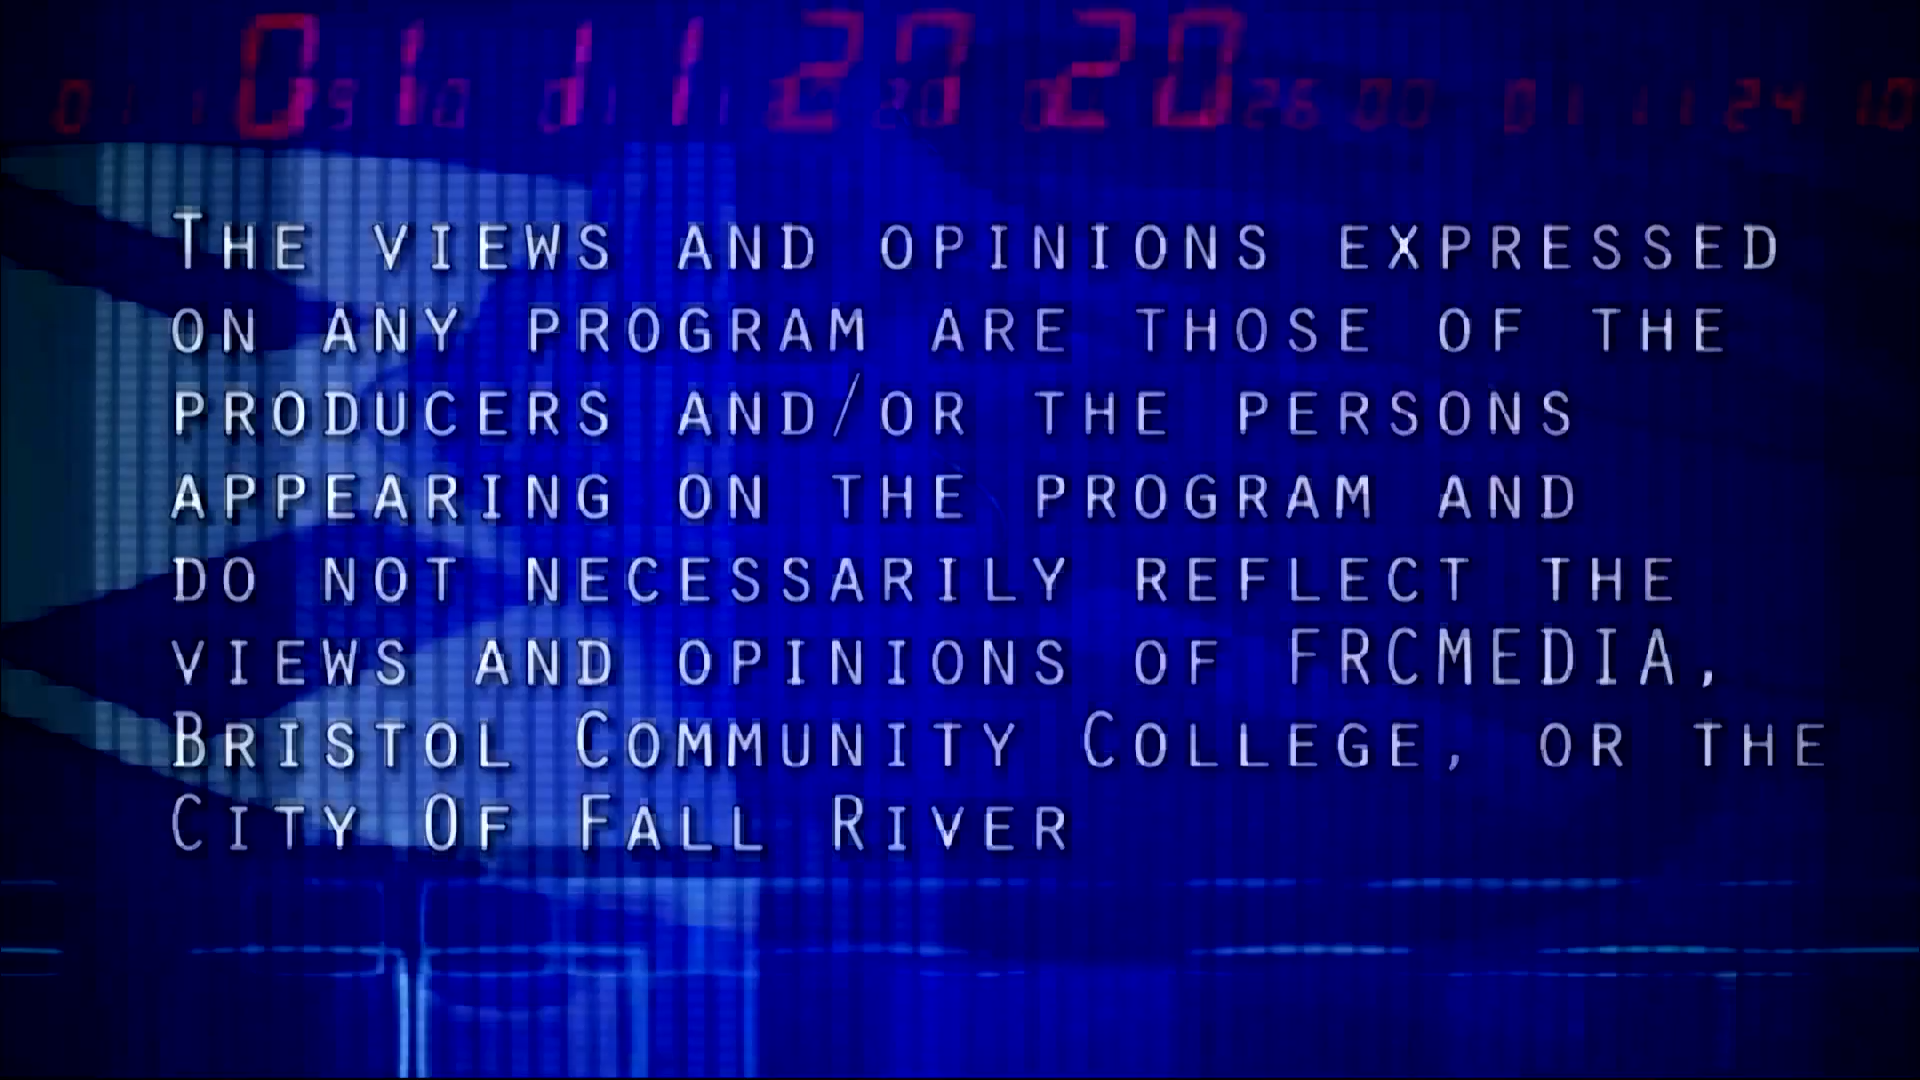 01 11 27 20
The views and opinions expressed
on any program are those of the
producers and/or the persons
appearing on the program and
do not necessarily reflect the
views and opinions of FRCMEDIA,
Bristol Community College, or the
City Of Fall River